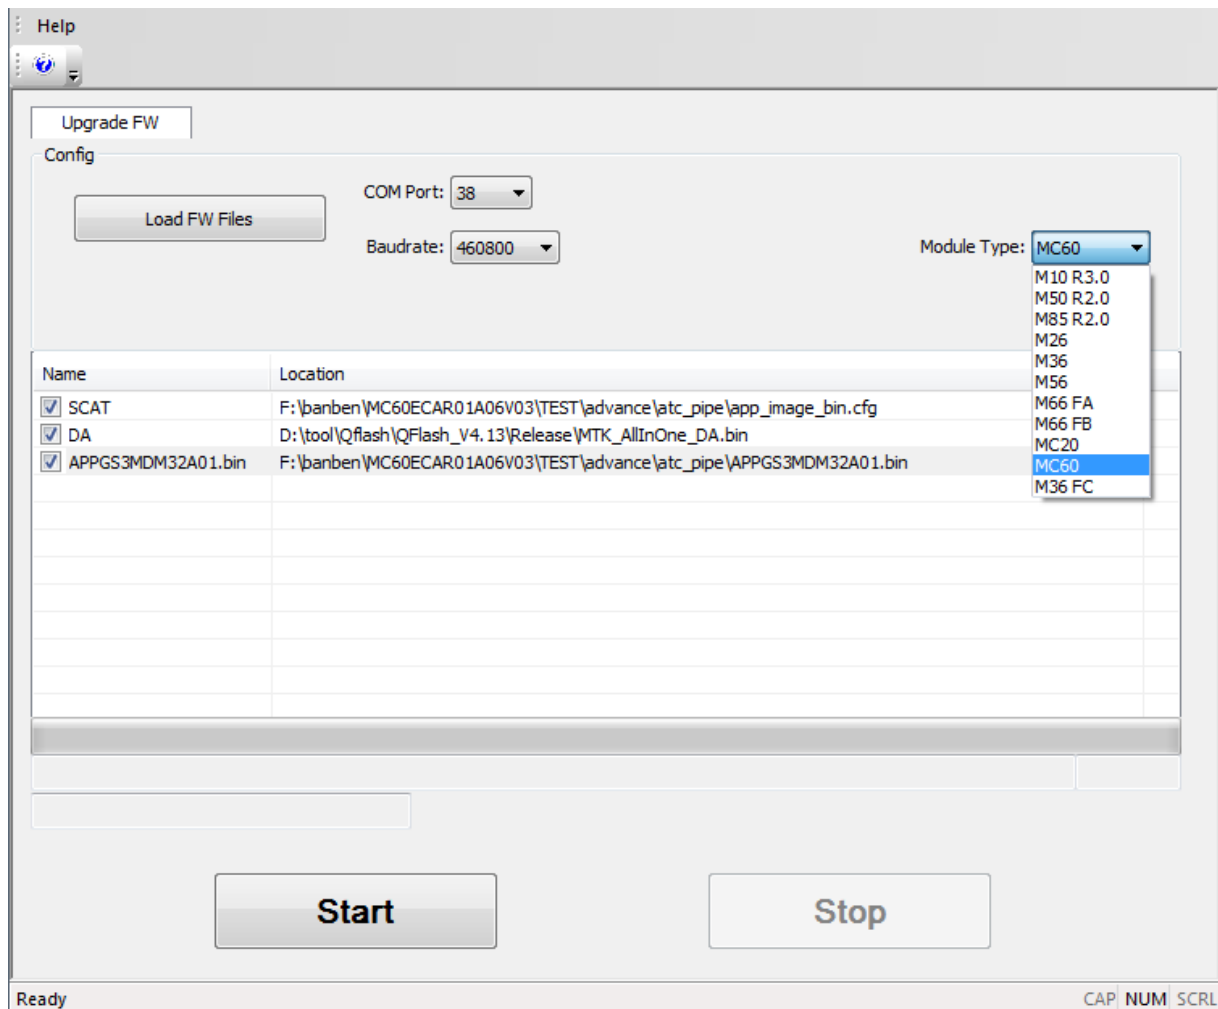 Help
Upgrade FW
Config
Load FW Files
COM Port: 38
Baudrate: 460800
Module Type: MC60
M10 R3.0
M50 R2.0
M85 R2.0
M26
M36
M56
M66 FA
M66 FB
MC20
MC60
M36 FC
Name Location
SCAT F:\banben\MC60ECAR01A06V03\TEST\advance\atc_pipe\app_image_bin.cfg
DA D:\tool\Qflash\QFlash_V4.13\Release\MTK_AllInOne_DA.bin
APPGS3MDM32A01.bin F:\banben\MC60ECAR01A06V03\TEST\advance\atc_pipe\APPGS3MDM32A01.bin
Start Stop
Ready CAP NUM SCRL